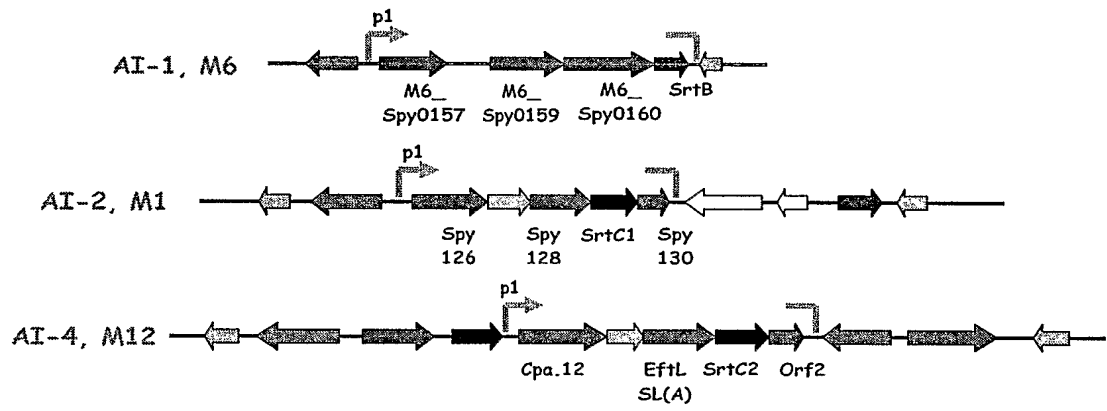 p1
AI-1, M6
M6_ M6_ M6_ SrtB
Spy0157 Spy0159 Spy0160
p1
AI-2, M1
Spy Spy SrtC1 Spy
126 128 130
p1
AI-4, M12
Cpa.12 EftL SrtC2 Orf2
SL(A)